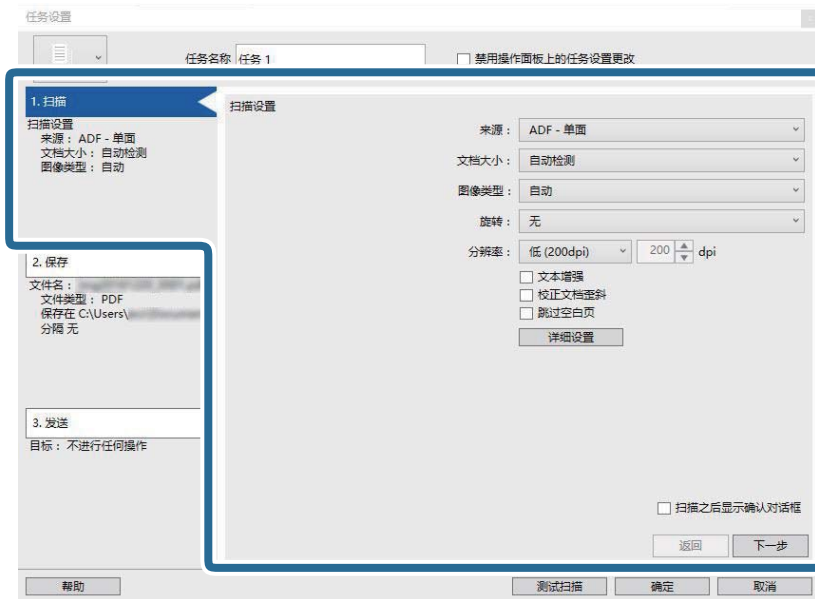 任务设置
任务名称 任务 1
禁用操作面板上的任务设置更改
1. 扫描
扫描设置
来源： ADF - 单面
文档大小： 自动检测
图像类型： 自动
扫描设置
来源： ADF - 单面
文档大小： 自动检测
图像类型： 自动
旋转： 无
分辨率： 低 (200dpi) 200 dpi
文本增强
校正文档歪斜
跳过空白页
详细设置
2. 保存
文件名：
文件类型： PDF
保存在 C:\Users\
分隔 无
3. 发送
目标： 不进行任何操作
扫描之后显示确认对话框
返回 下一步
帮助 测试扫描 确定 取消